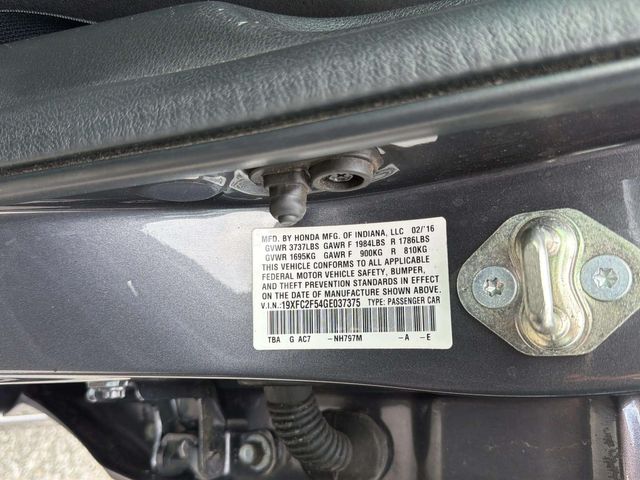 MFD. BY HONDA MFG. OF INDIANA, LLC 02/'16
GVWR 3737LBS GAWR F 1984LBS R 1786LBS
GVWR 1695KG GAWR F 900KG R 810KG
THIS VEHICLE CONFORMS TO ALL APPLICABLE
FEDERAL MOTOR VEHICLE SAFETY, BUMPER,
AND THEFT PREVENTION STANDARDS IN EFFECT
ON THE DATE OF MANUFACTURE SHOWN ABOVE.
V.I.N.: 19XFC2F54GE037375 TYPE: PASSENGER CAR
TBA G AC7 -NH797M -A -E